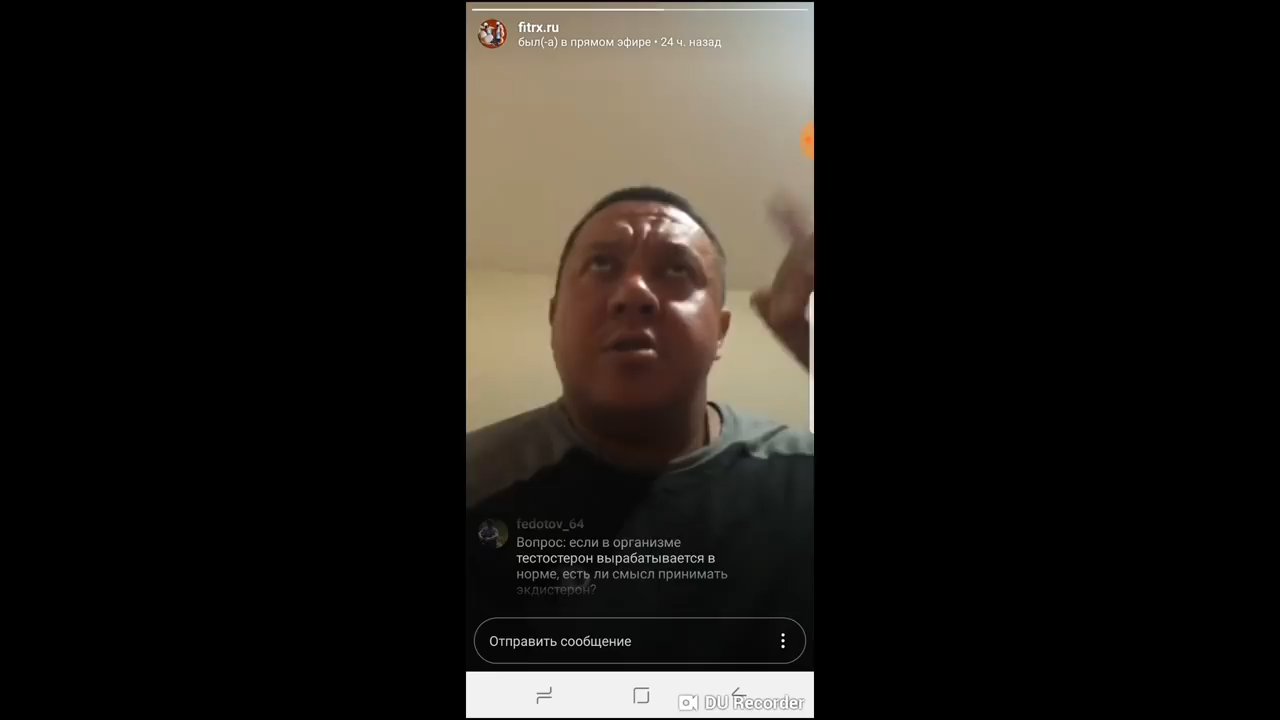 fitrx.ru
был(-а) в прямом эфире • 24 ч. назад
fedotov_64
Вопрос: если в организме
тестостерон вырабатывается в
норме, есть ли смысл принимать
экдистерон?
Отправить сообщение
DU Recorder